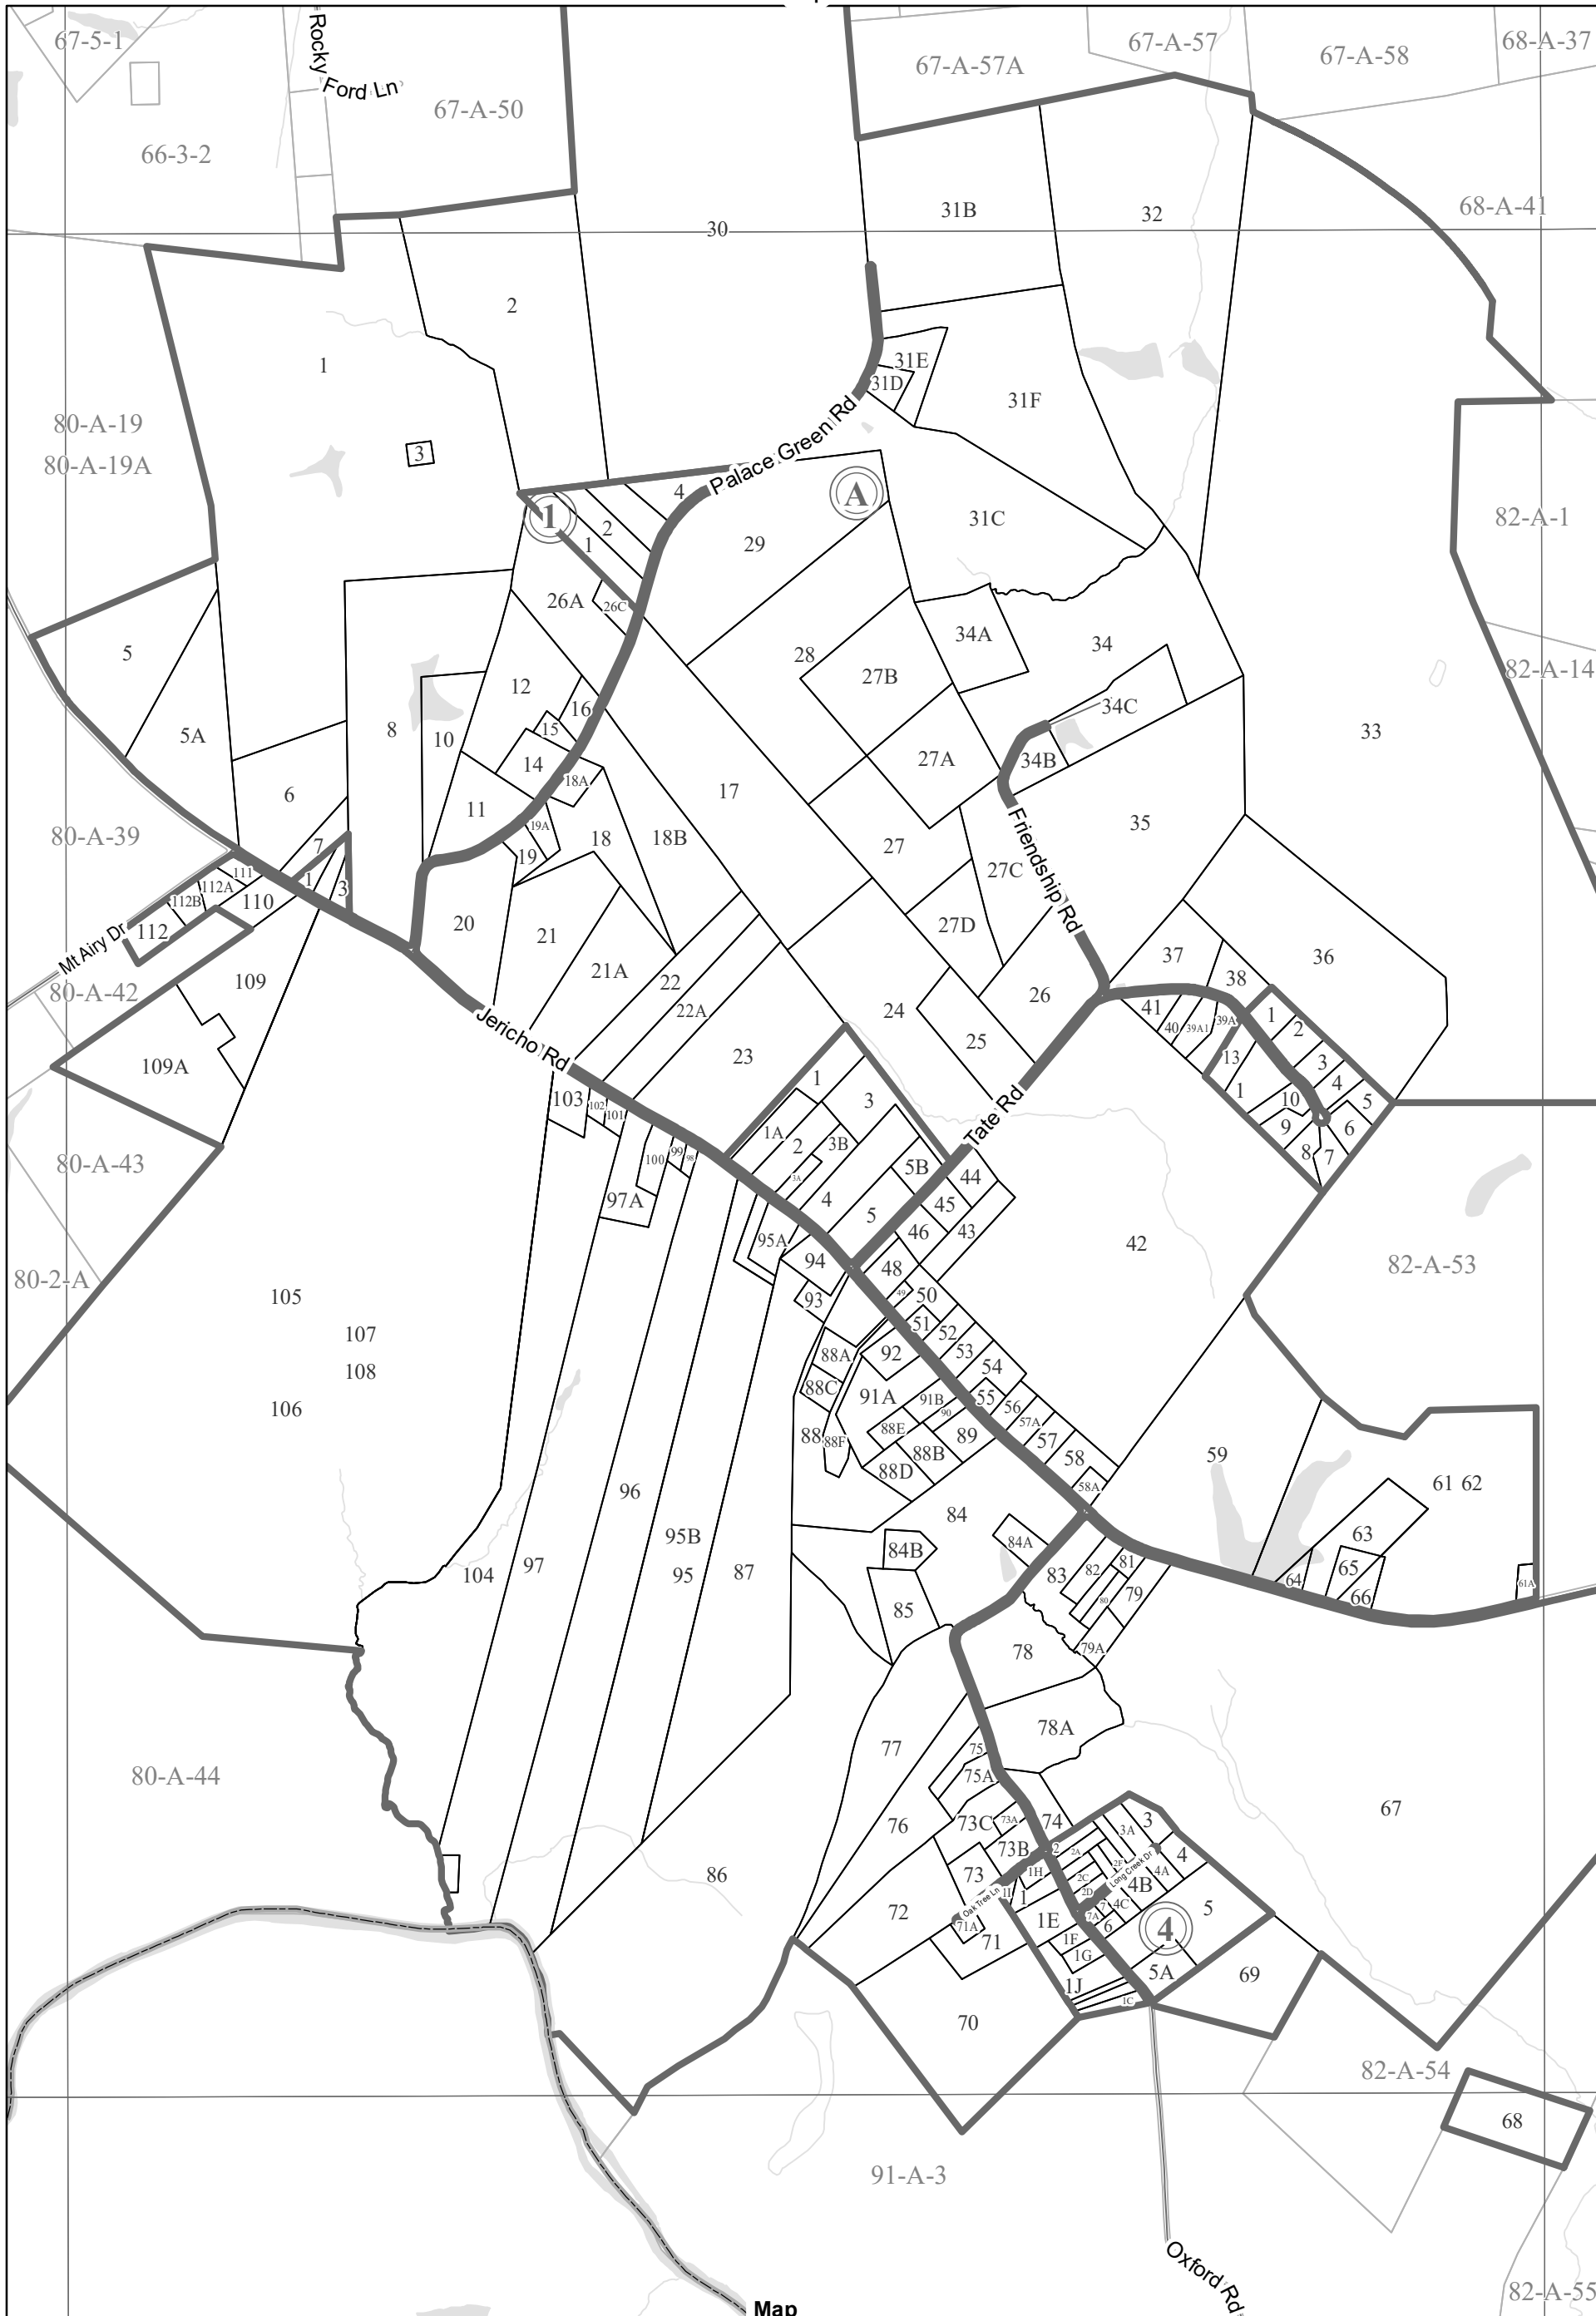 67-5-1
Rocky
Ford Ln
67-A-50
66-3-2
67-A-57A
67-A-57
67-A-58
68-A-37
68-A-41
31B
32
30
2
1
31E
31D
31F
80-A-19
80-A-19A
3
Palace Green Rd
A
4
1
2
1
29
31C
82-A-1
26A
26C
34A
34
5
28
27B
82-A-14
12
16
34C
5A
8
10
15
33
14
18A
27A
34B
6
17
11
19A
18
18B
35
80-A-39
7
19
27
27C
Friendship Rd
111
112A
1
3
112B
110
112
20
21
27D
Mt Airy Dr
37
36
21A
22
38
80-A-42
109
22A
24
26
41
40
39A1
39A
1
2
Jericho Rd
25
23
13
3
109A
1
4
1
10
5
103
102
101
3
Tate Rd
9
6
1A
2
3B
8
7
80-A-43
100
99
98
5B
44
3A
97A
4
45
5
46
43
95A
42
94
80-2-A
48
82-A-53
105
93
49
50
107
51
52
88A
92
53
108
88C
54
106
91A
91B
55
56
90
57A
88
88F
88E
89
57
88B
58
59
88D
58A
61 62
96
84
95B
84A
63
84B
82
81
104
97
95
87
83
65
64
61A
80
79
66
85
78
79A
78A
77
75
80-A-44
75A
67
73C
73A
74
3
76
3A
73B
2
2A
4
86
73
1H
2F
Long Creek Dr
4A
2C
4B
1I
1
2D
Oak Tree Ln
7
4C
5
72
71A
7A
1E
6
4
71
1F
1G
5A
69
1J
1C
70
82-A-54
68
91-A-3
Oxford Rd
82-A-55
Map